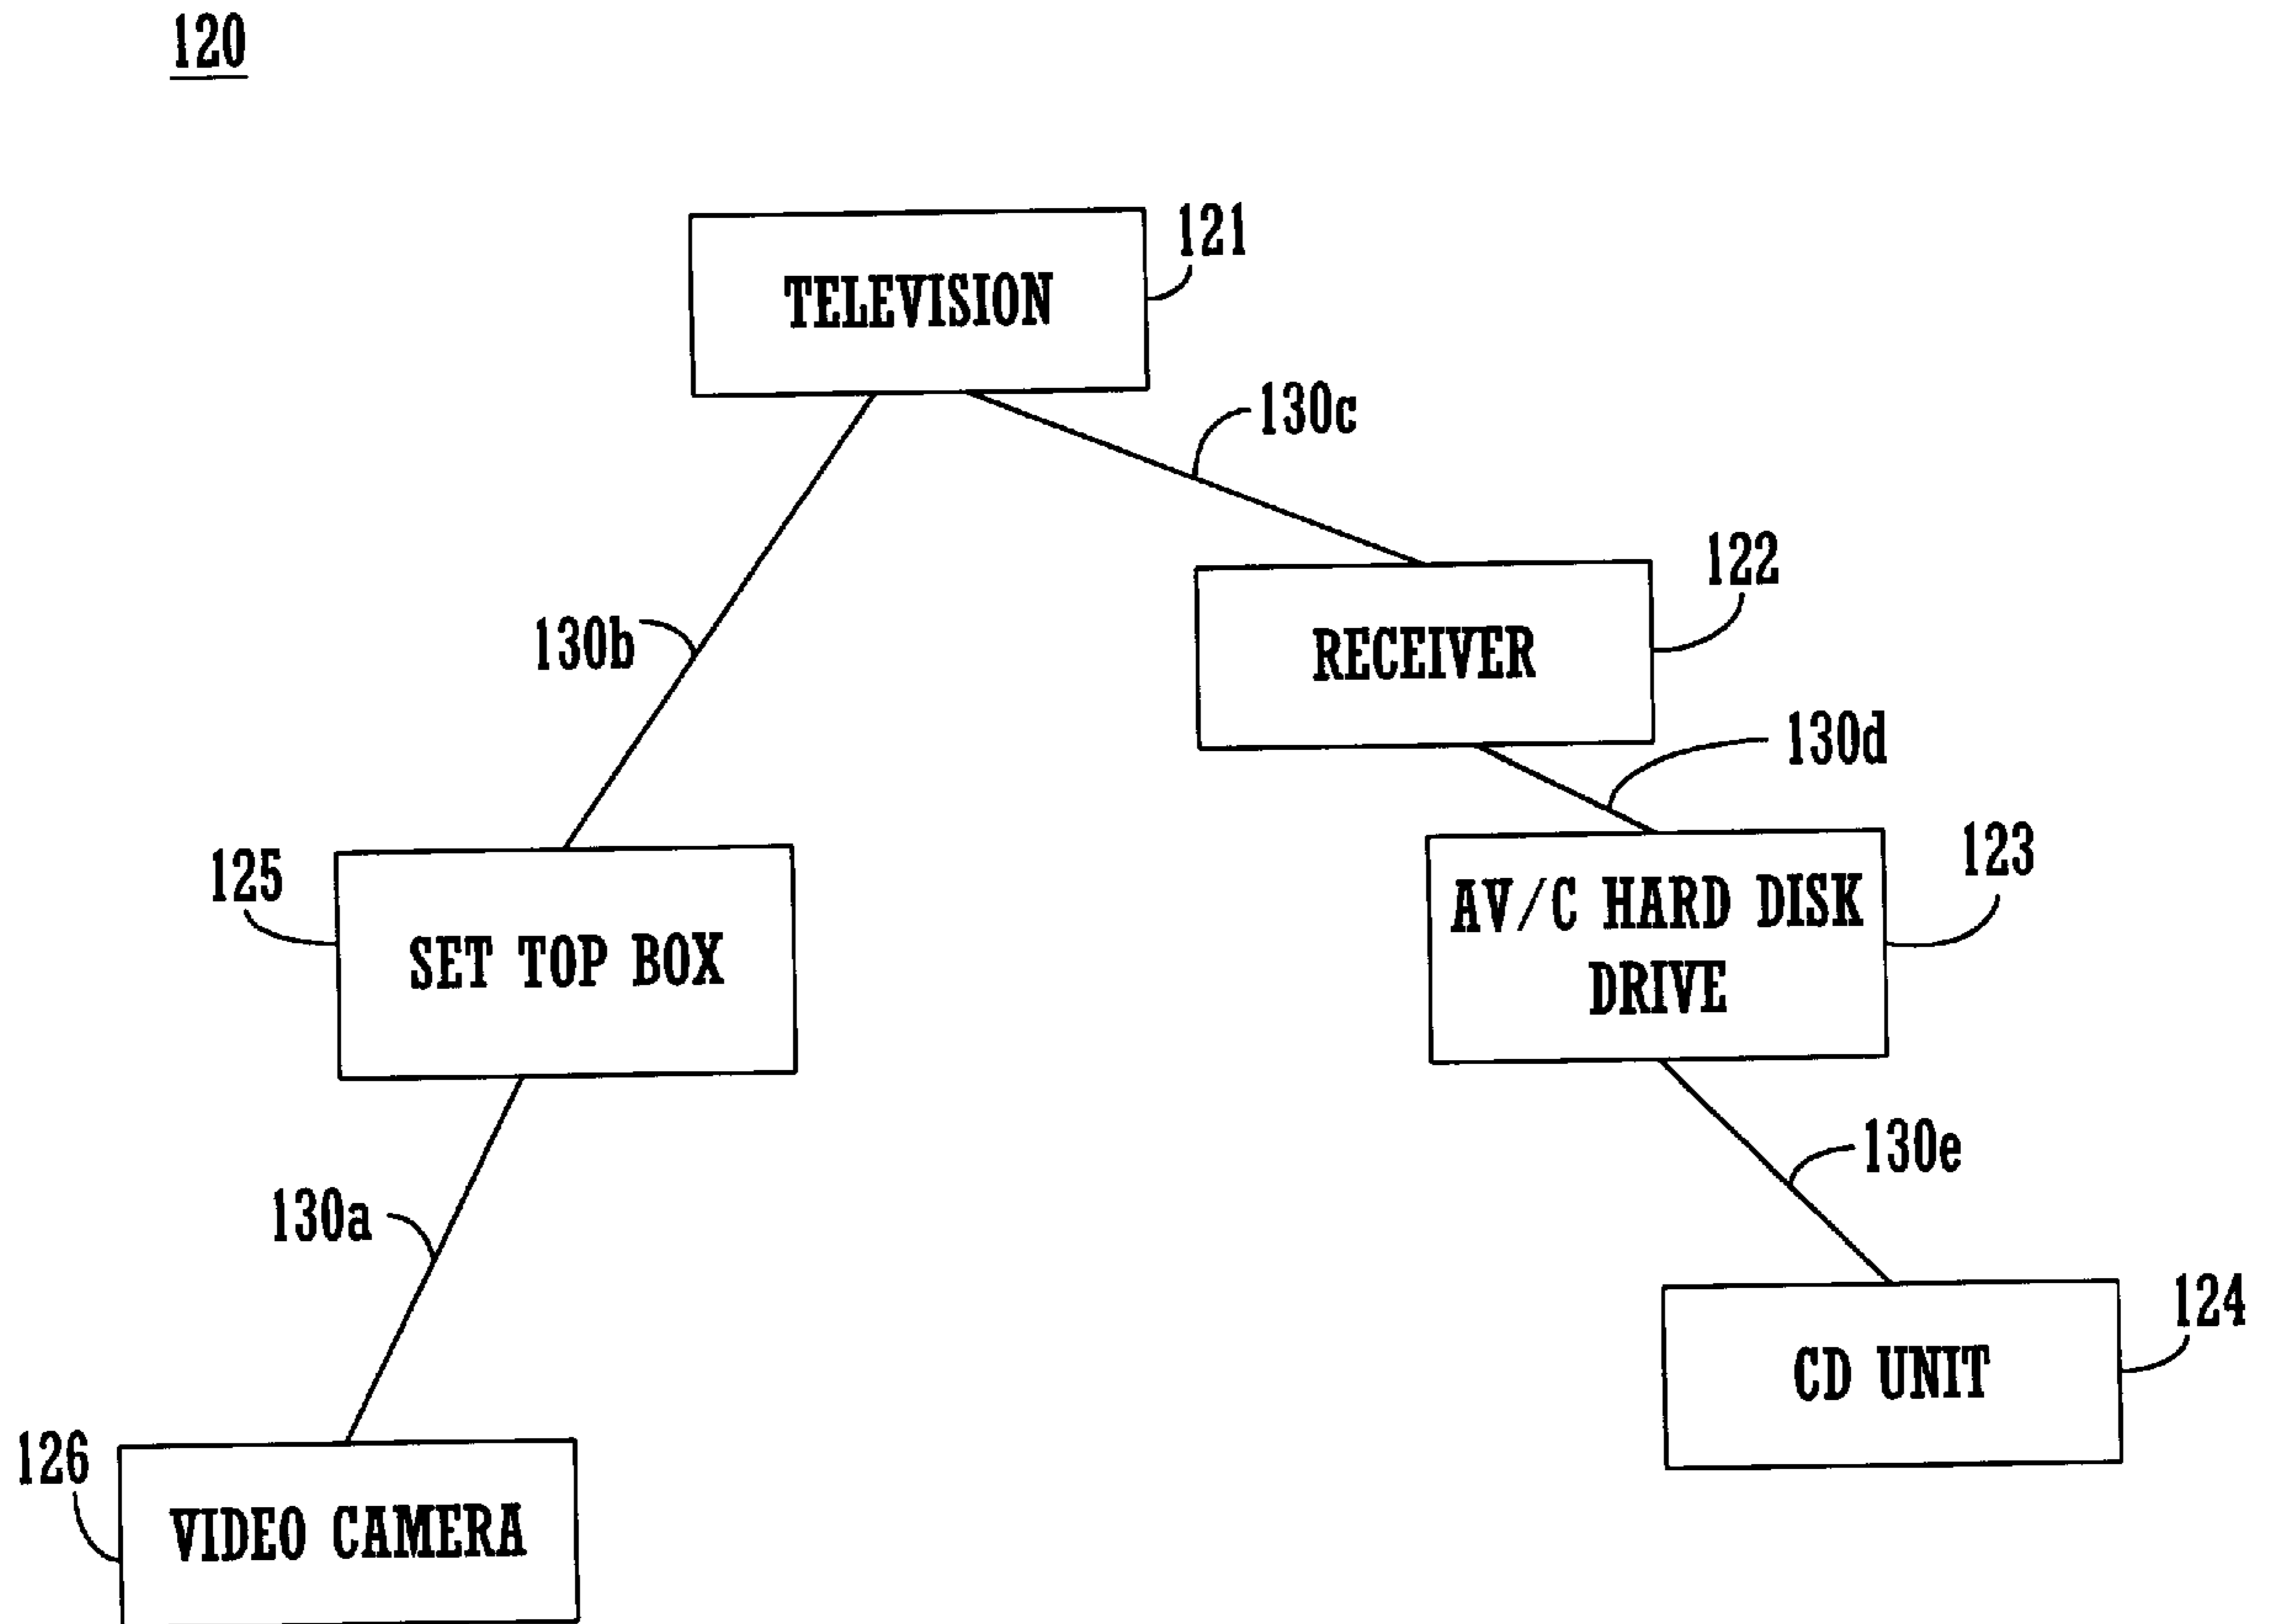 120
121
TELEVISION
130c
122
130b
RECEIVER
130d
123
125
AV/C HARD DISK
SET TOP BOX
DRIVE
130e
130a
124
CD UNIT
126
VIDEO CAMERA